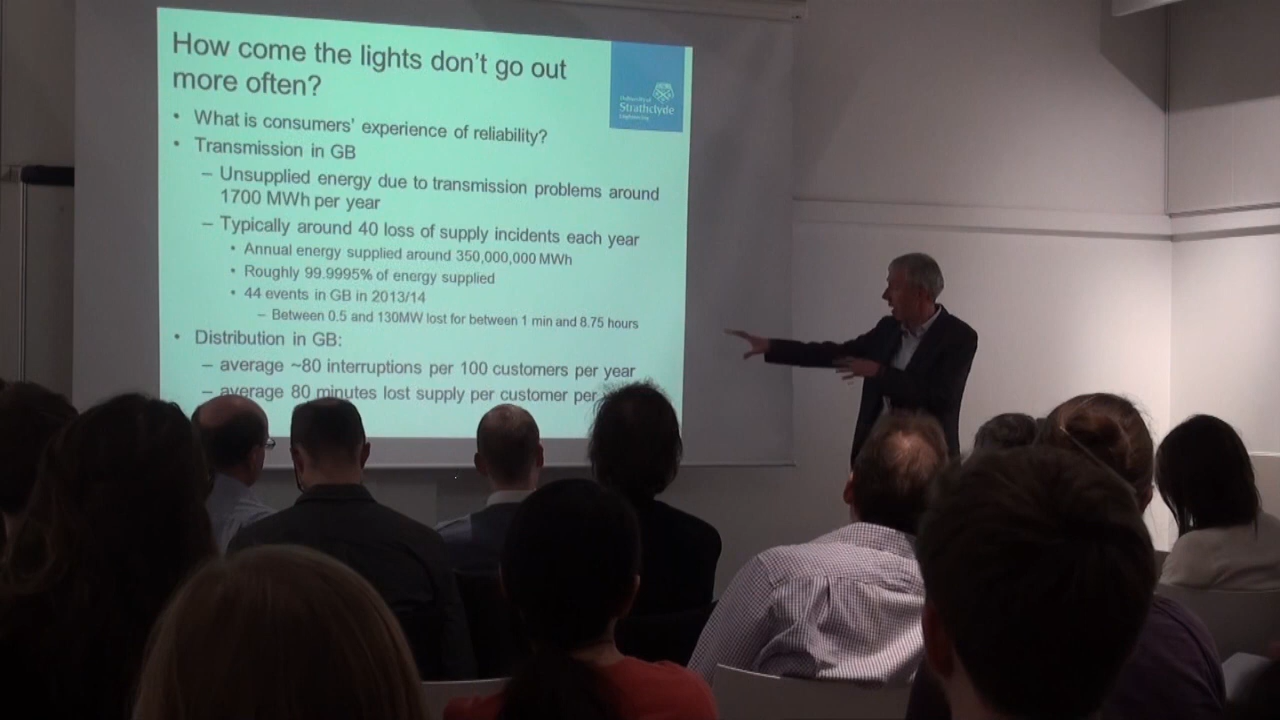 How come the lights don't go out
more often?
University of
Strathclyde
Engineering
• What is consumers' experience of reliability?
• Transmission in GB
– Unsupplied energy due to transmission problems around
1700 MWh per year
– Typically around 40 loss of supply incidents each year
• Annual energy supplied around 350,000,000 MWh
• Roughly 99.9995% of energy supplied
• 44 events in GB in 2013/14
– Between 0.5 and 130MW lost for between 1 min and 8.75 hours
• Distribution in GB:
– average ~80 interruptions per 100 customers per year
– average 80 minutes lost supply per customer per